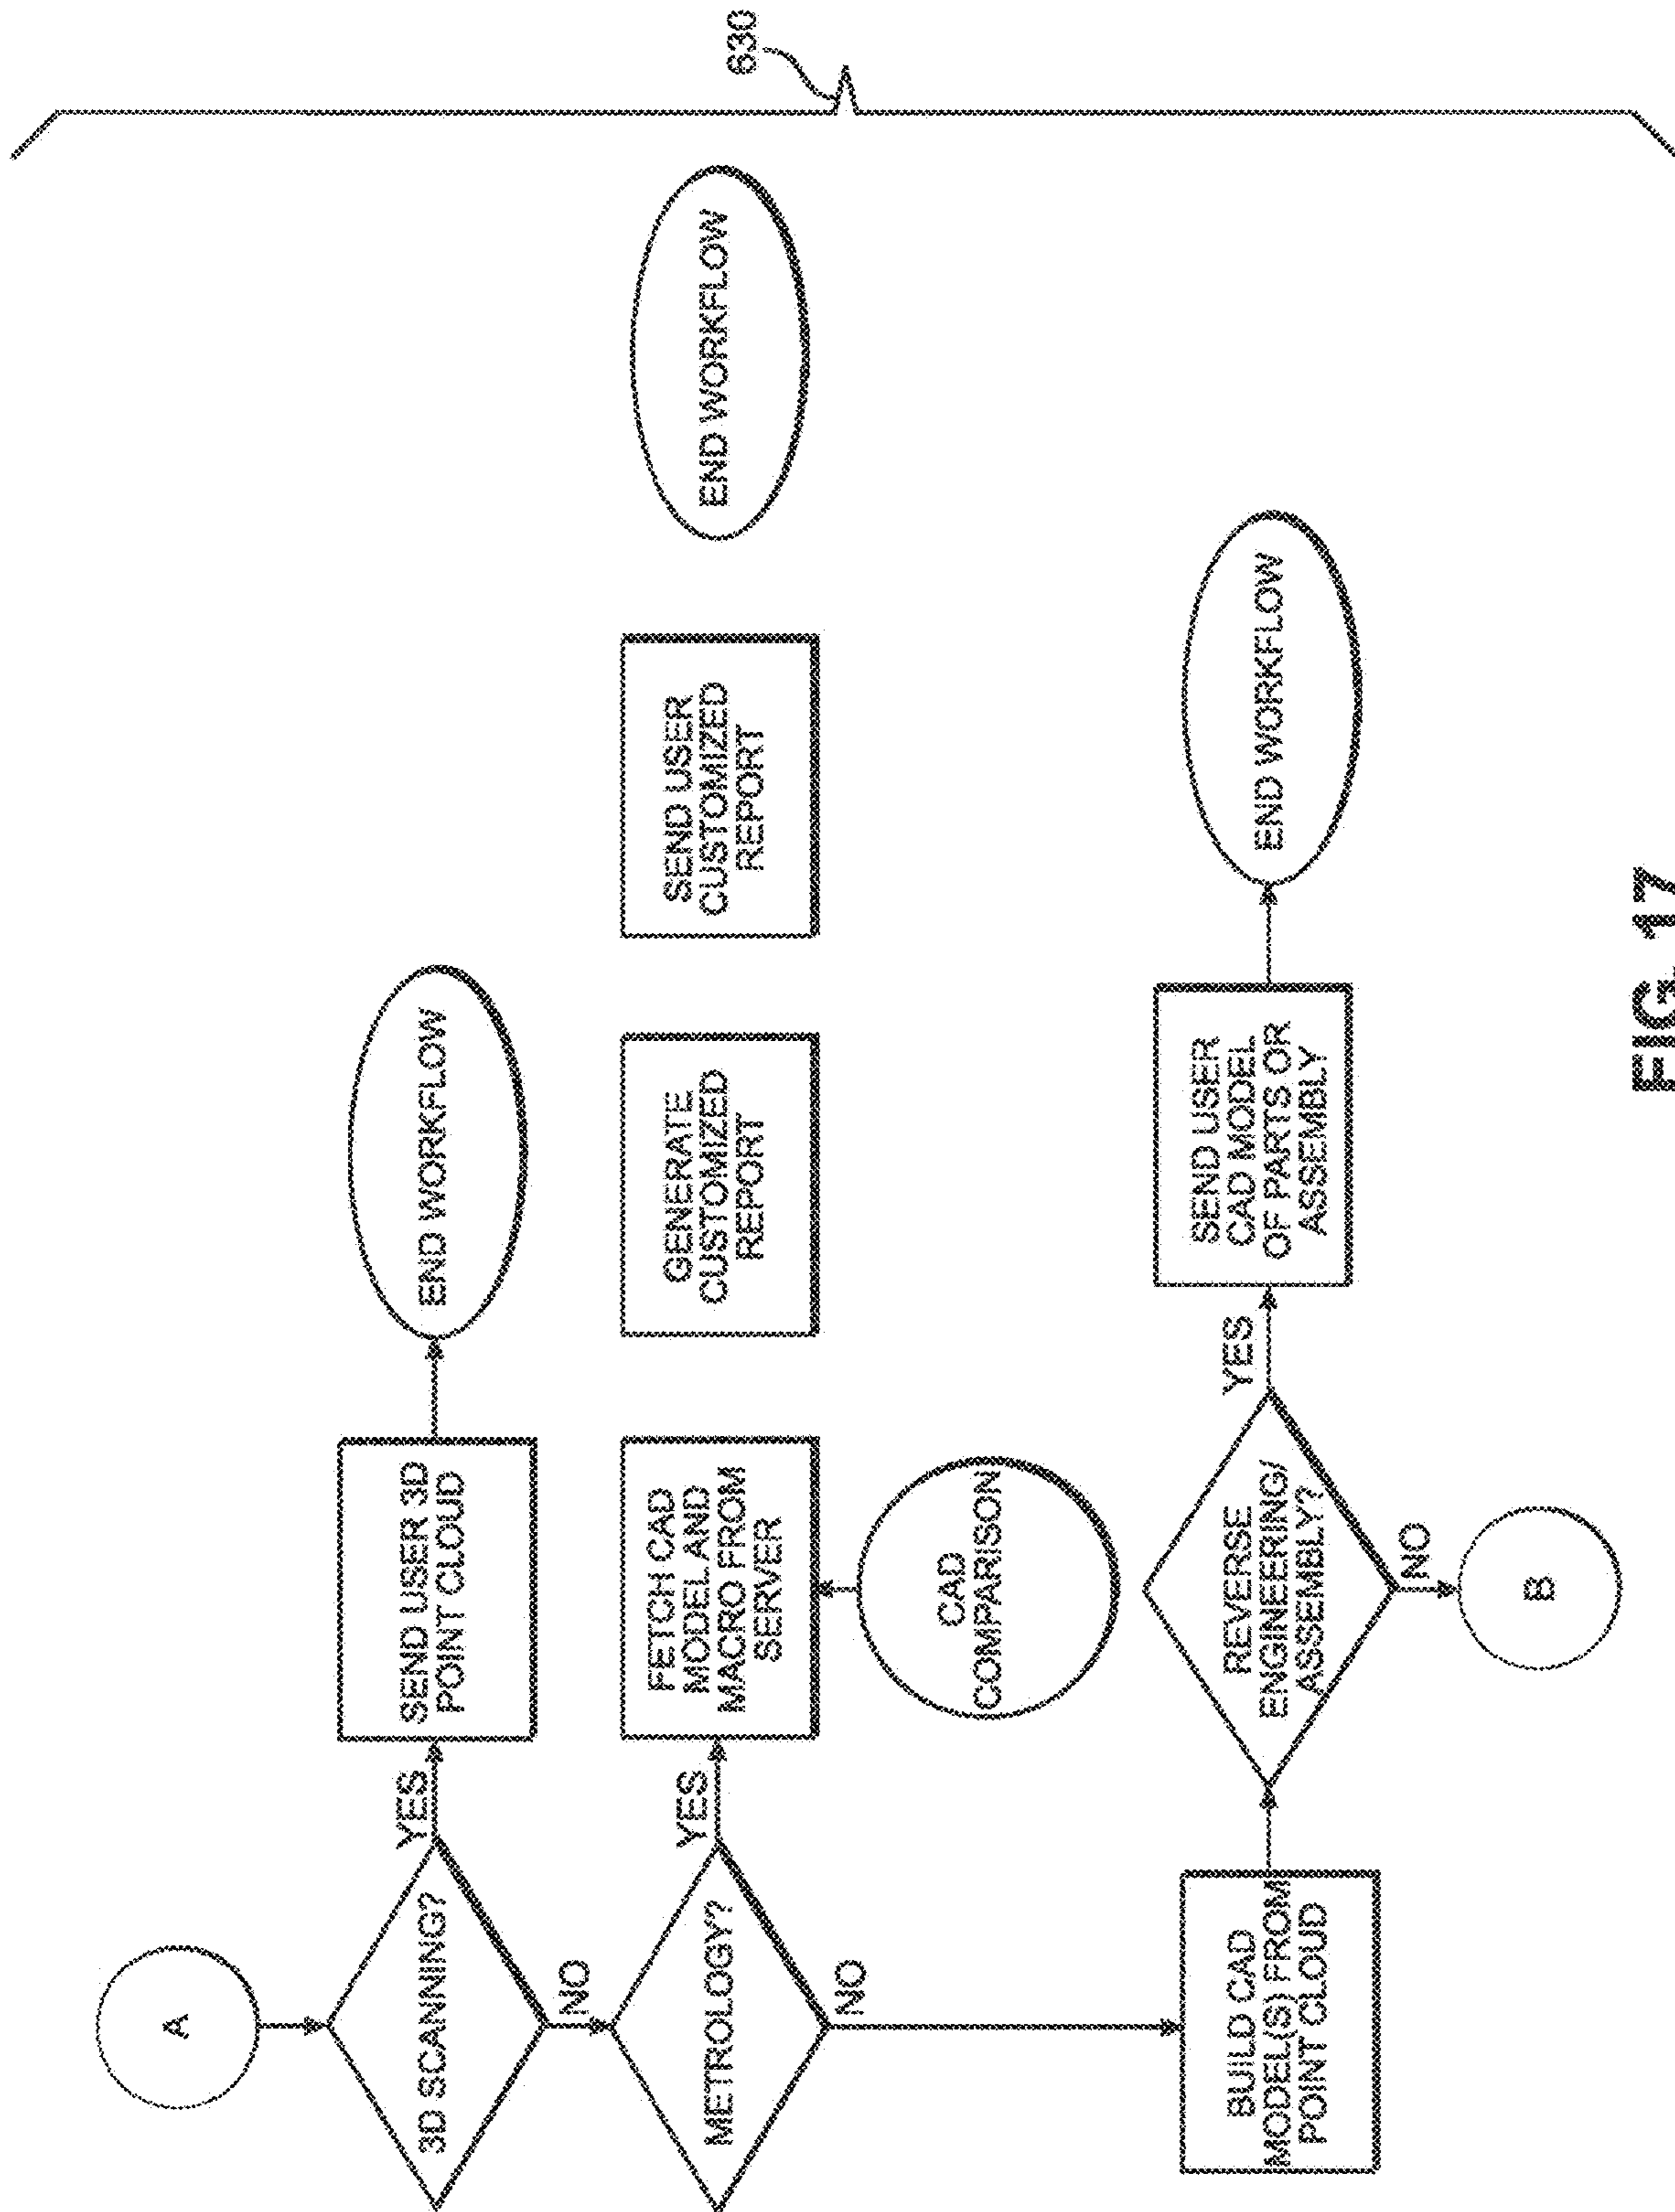 630
A
3D SCANNING?
YES
SEND USER 3D
POINT CLOUD
END WORKFLOW
NO
METROLOGY?
YES
FETCH CAD
MODEL AND
MACRO FROM
SERVER
GENERATE
CUSTOMIZED
REPORT
SEND USER
CUSTOMIZED
REPORT
END WORKFLOW
CAD
COMPARISON
NO
BUILD CAD
MODEL(S) FROM
POINT CLOUD
REVERSE
ENGINEERING/
ASSEMBLY?
YES
SEND USER
CAD MODEL
OF PARTS OR
ASSEMBLY
END WORKFLOW
NO
B
FIG. 17